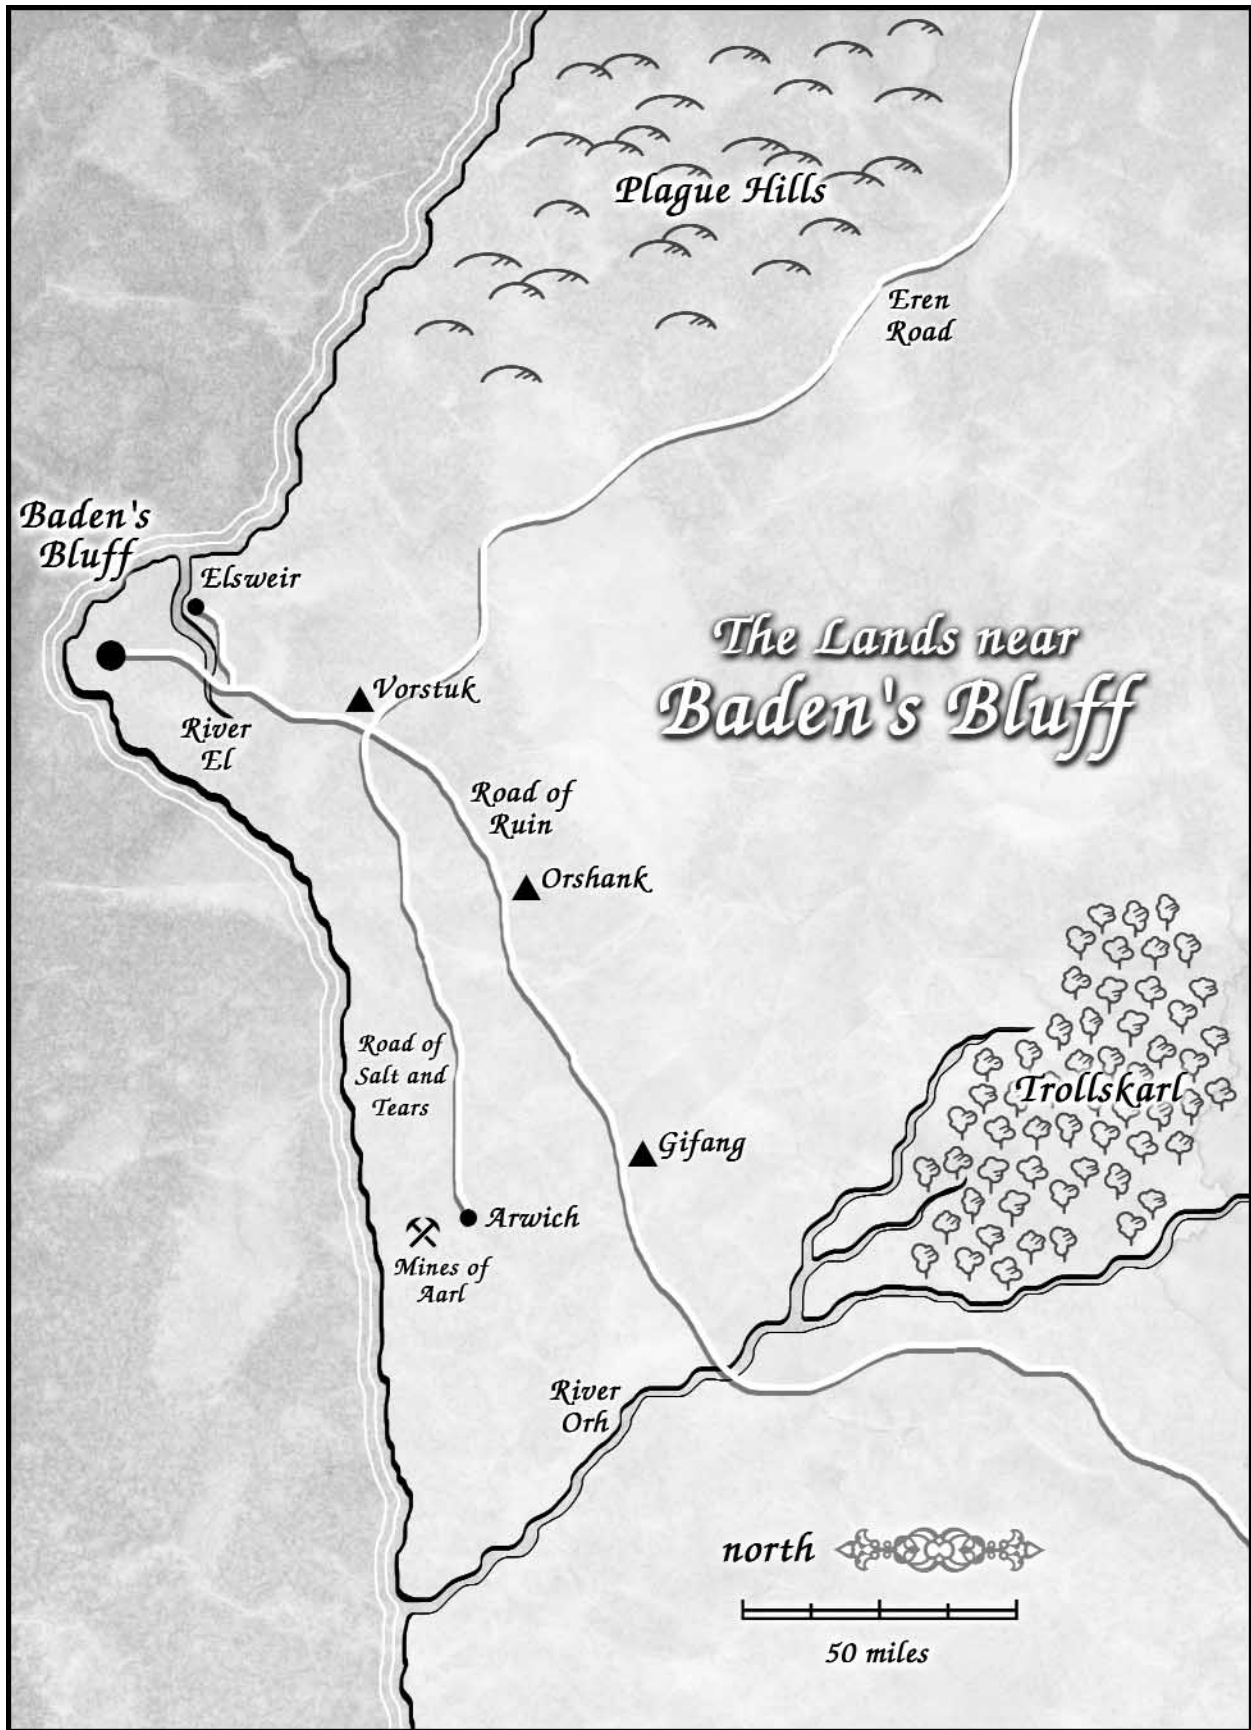 Plague Hills
Eren
Road
Baden's
Bluff
Elsweir
The Lands near
Baden's Bluff
Vorstuk
River
El
Road of
Ruin
Orshank
Road of
Salt and
Tears
Trollskarl
Gifang
Arwich
Mines of
Aarl
River
Orh
north
50 miles